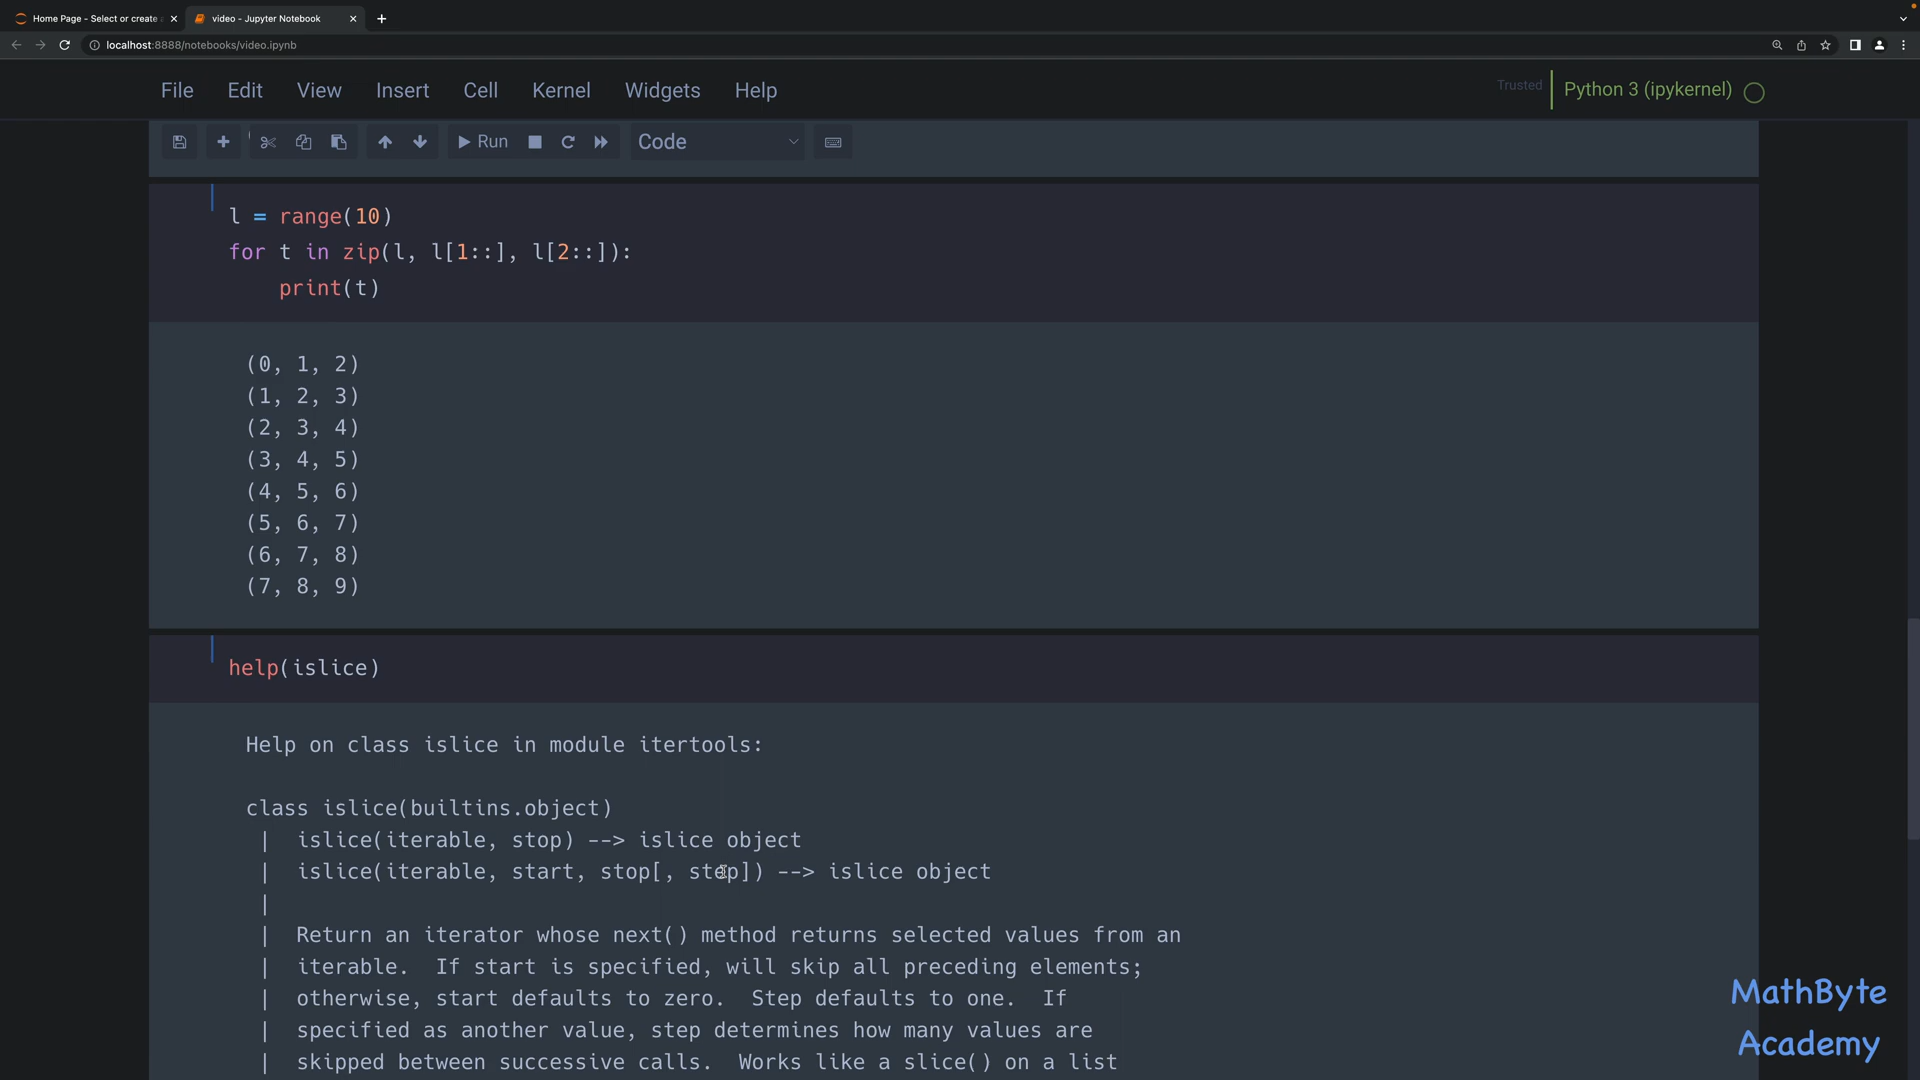 Home Page - Select or create a
video - Jupyter Notebook
localhost:8888/notebooks/video.ipynb
File Edit View Insert Cell Kernel Widgets Help
Trusted
Python 3 (ipykernel)
Run
Code
l = range(10)
for t in zip(l, l[1::], l[2::]):
    print(t)
(0, 1, 2)
(1, 2, 3)
(2, 3, 4)
(3, 4, 5)
(4, 5, 6)
(5, 6, 7)
(6, 7, 8)
(7, 8, 9)
help(islice)
Help on class islice in module itertools:
class islice(builtins.object)
 |  islice(iterable, stop) --> islice object
 |  islice(iterable, start, stop[, step]) --> islice object
 |
 |  Return an iterator whose next() method returns selected values from an
 |  iterable.  If start is specified, will skip all preceding elements;
 |  otherwise, start defaults to zero.  Step defaults to one.  If
 |  specified as another value, step determines how many values are
 |  skipped between successive calls.  Works like a slice() on a list
MathByte
Academy